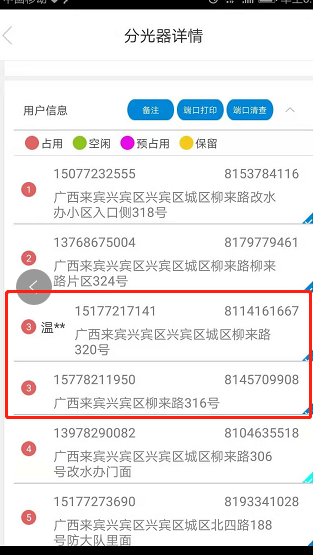 分光器详情
用户信息 备注 端口打印 端口清查
占用 空闲 预占用 保留
15077232555 8153784116
1
广西来宾兴宾区兴宾区城区柳来路改水
办小区入口侧318号
13768675004 8179779461
2
广西来宾兴宾区兴宾区城区柳来路柳来
路片区324号
15177217141 8114161667
3 温**
广西来宾兴宾区兴宾区城区柳来路
320号
15778211950 8145709908
3
广西来宾兴宾区柳来路316号
13978290082 8104635518
4
广西来宾兴宾区兴宾区城区柳来路306
号改水办门面
15177273690 8193341028
5
广西来宾兴宾区兴宾区城区北四路188
号防大队里面